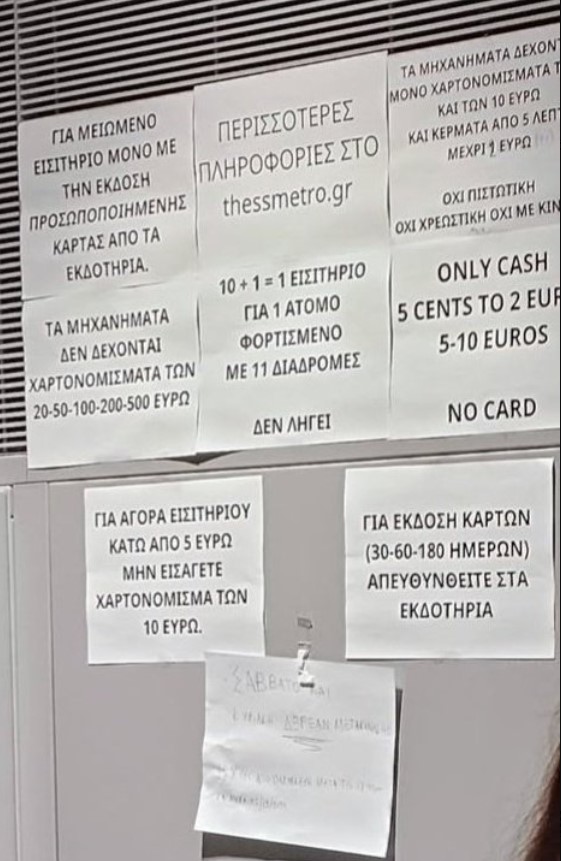 ΓΙΑ ΜΕΙΩΜΕΝΟ
ΕΙΣΙΤΗΡΙΟ ΜΟΝΟ ΜΕ
ΤΗΝ ΕΚΔΟΣΗ
ΠΡΟΣΩΠΟΠΟΙΗΜΕΝΗΣ
ΚΑΡΤΑΣ ΑΠΟ ΤΑ
ΕΚΔΟΤΗΡΙΑ.
ΠΕΡΙΣΣΟΤΕΡΕΣ
ΠΛΗΡΟΦΟΡΙΕΣ ΣΤΟ
thessmetro.gr
ΤΑ ΜΗΧΑΝΗΜΑΤΑ ΔΕΧΟΝΤ
ΜΟΝΟ ΧΑΡΤΟΝΟΜΙΣΜΑΤΑ Τ
ΚΑΙ ΤΩΝ 10 ΕΥΡΩ
ΚΑΙ ΚΕΡΜΑΤΑ ΑΠΟ 5 ΛΕΠΤ
ΜΕΧΡΙ ΕΥΡΩ
ΟΧΙ ΠΙΣΤΩΤΙΚΗ
ΟΧΙ ΧΡΕΩΣΤΙΚΗ ΟΧΙ ΜΕ ΚΙΝ
ΤΑ ΜΗΧΑΝΗΜΑΤΑ
ΔΕΝ ΔΕΧΟΝΤΑΙ
ΧΑΡΤΟΝΟΜΙΣΜΑΤΑ ΤΩΝ
20-50-100-200-500 ΕΥΡΩ
10 + 1 = 1 ΕΙΣΙΤΗΡΙΟ
ΓΙΑ 1 ΑΤΟΜΟ
ΦΟΡΤΙΣΜΕΝΟ
ΜΕ 11 ΔΙΑΔΡΟΜΕΣ
ΔΕΝ ΛΗΓΕΙ
ONLY CASH
5 CENTS TO 2 EUR
5-10 EUROS
NO CARD
ΓΙΑ ΑΓΟΡΑ ΕΙΣΙΤΗΡΙΟΥ
ΚΑΤΩ ΑΠΟ 5 ΕΥΡΩ
ΜΗΝ ΕΙΣΑΓΕΤΕ
ΧΑΡΤΟΝΟΜΙΣΜΑ ΤΩΝ
10 ΕΥΡΩ.
ΓΙΑ ΕΚΔΟΣΗ ΚΑΡΤΩΝ
(30-60-180 ΗΜΕΡΩΝ)
ΑΠΕΥΘΥΝΘΕΙΤΕ ΣΤΑ
ΕΚΔΟΤΗΡΙΑ
ΣΑΒΒΑΤΟ ΚΑΙ
ΔΩΡΕΑΝ